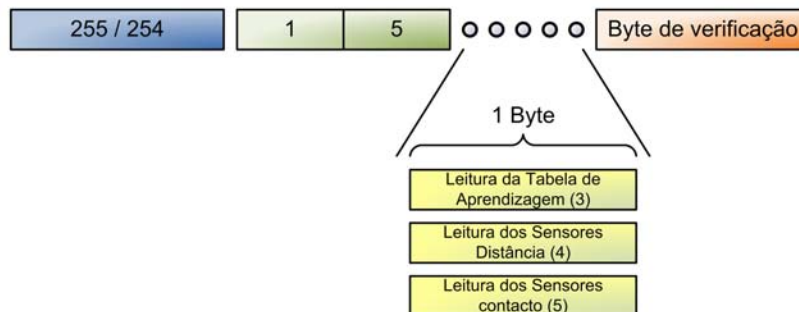 255 / 254 1 5 Byte de verificação
1 Byte
Leitura da Tabela de
Aprendizagem (3)
Leitura dos Sensores
Distância (4)
Leitura dos Sensores
contacto (5)